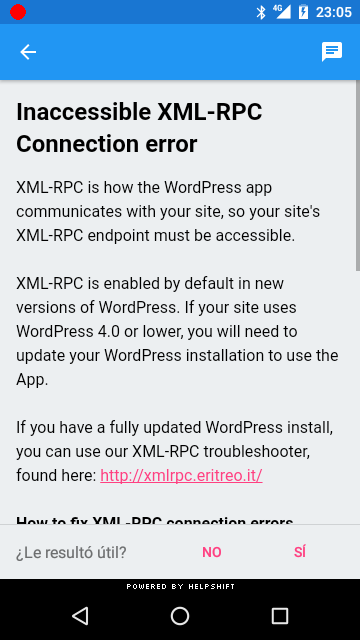 4G 23:05
Inaccessible XML-RPC
Connection error
XML-RPC is how the WordPress app
communicates with your site, so your site's
XML-RPC endpoint must be accessible.
XML-RPC is enabled by default in new
versions of WordPress. If your site uses
WordPress 4.0 or lower, you will need to
update your WordPress installation to use the
App.
If you have a fully updated WordPress install,
you can use our XML-RPC troubleshooter,
found here: http://xmlrpc.eritreo.it/
How to fix XML-RPC connection errors
¿Le resultó útil? NO SÍ
POWERED BY HELPSHIFT